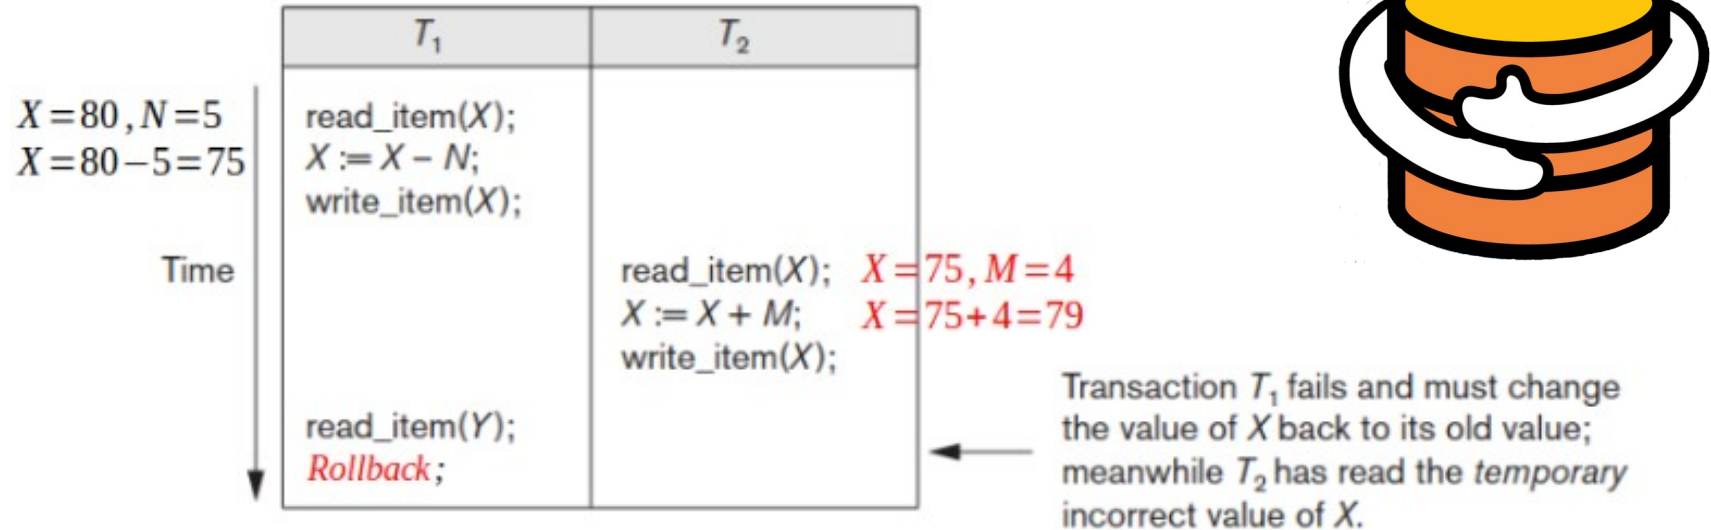 T₁ T₂
X=80,N=5
X=80−5=75
read_item(X);
X := X – N;
write_item(X);
Time
read_item(X); X=75,M=4
X := X + M; X=75+4=79
write_item(X);
read_item(Y);
Rollback;
Transaction T₁ fails and must change
the value of X back to its old value;
meanwhile T₂ has read the temporary
incorrect value of X.